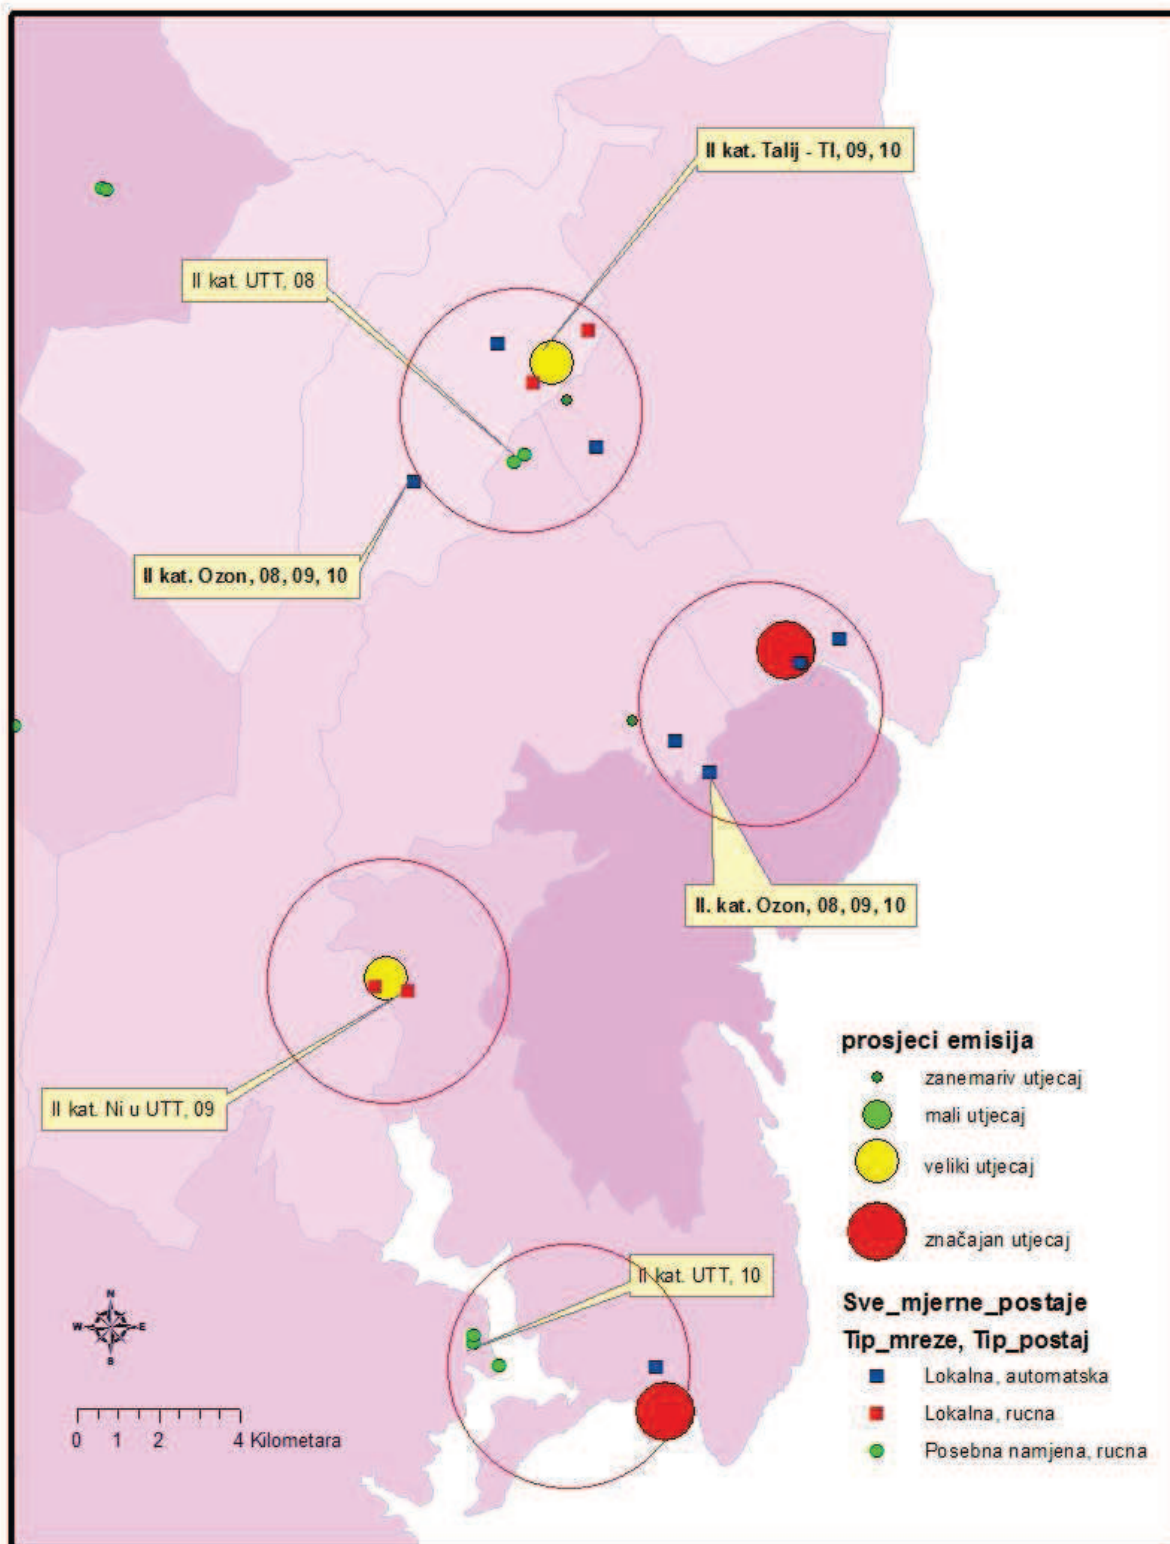 II kat. Talij - Tl, 09, 10
II kat. UTT, 08
II kat. Ozon, 08, 09, 10
II. kat. Ozon, 08, 09, 10
II kat. Ni u UTT, 09
II kat. UTT, 10
prosjeci emisija
zanemariv utjecaj
mali utjecaj
veliki utjecaj
značajan utjecaj
Sve_mjerne_postaje
Tip_mreze, Tip_postaj
Lokalna, automatska
Lokalna, rucna
Posebna namjena, rucna
N
W E
S
0 1 2 4 Kilometara